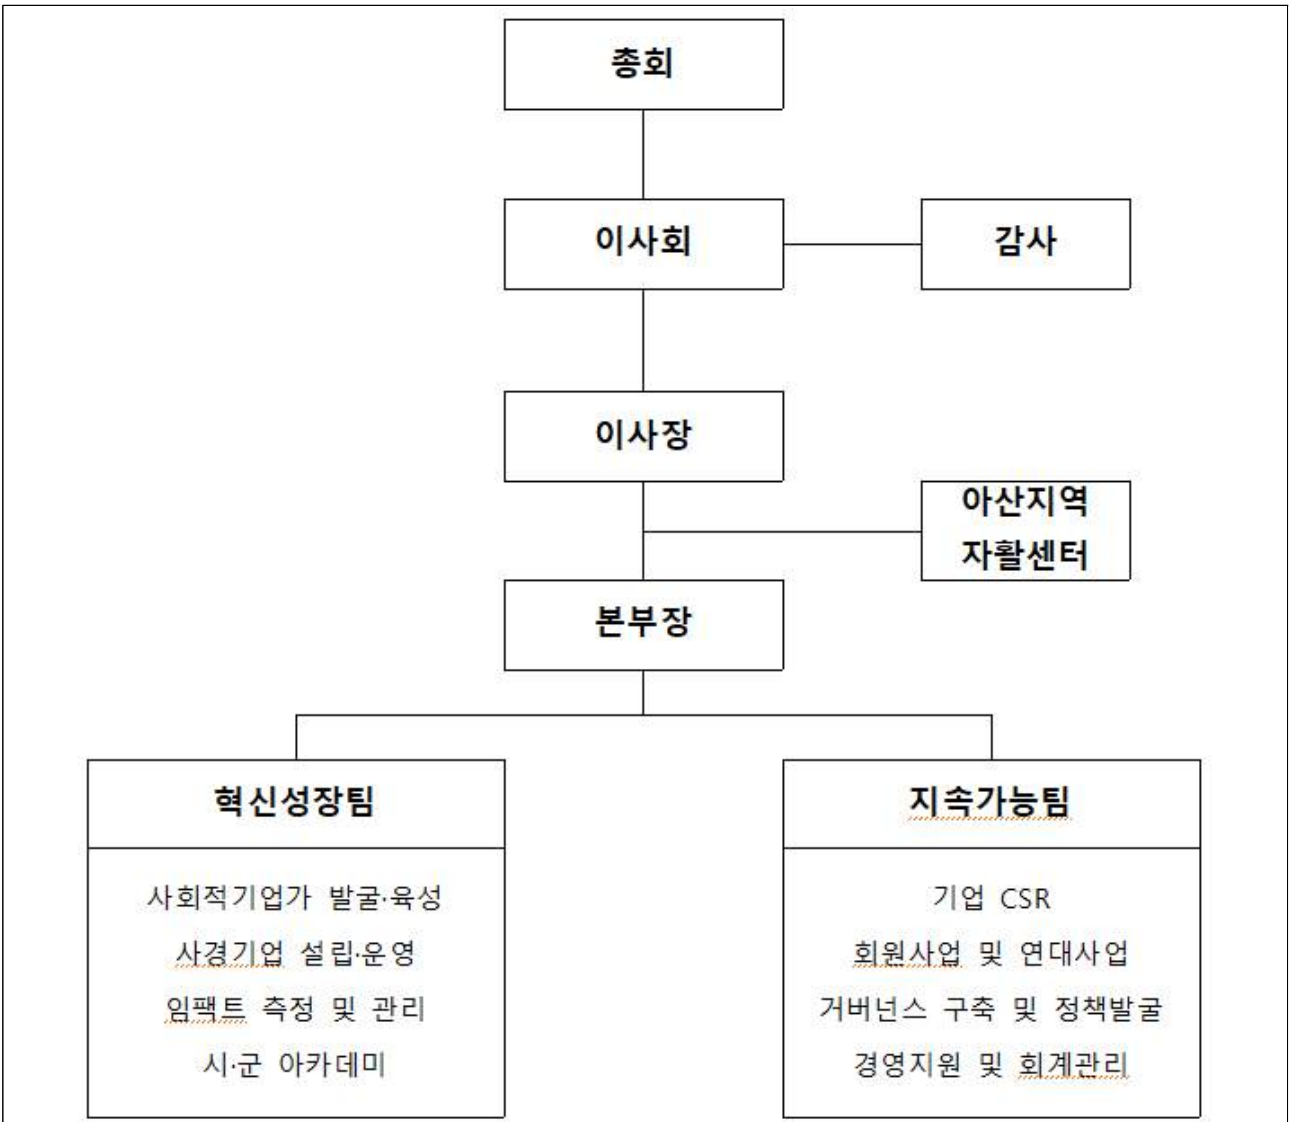 총회
이사회
감사
이사장
아산지역
자활센터
본부장
혁신성장팀
사회적기업가 발굴·육성
사경기업 설립·운영
임팩트 측정 및 관리
시·군 아카데미
지속가능팀
기업 CSR
회원사업 및 연대사업
거버넌스 구축 및 정책발굴
경영지원 및 회계관리